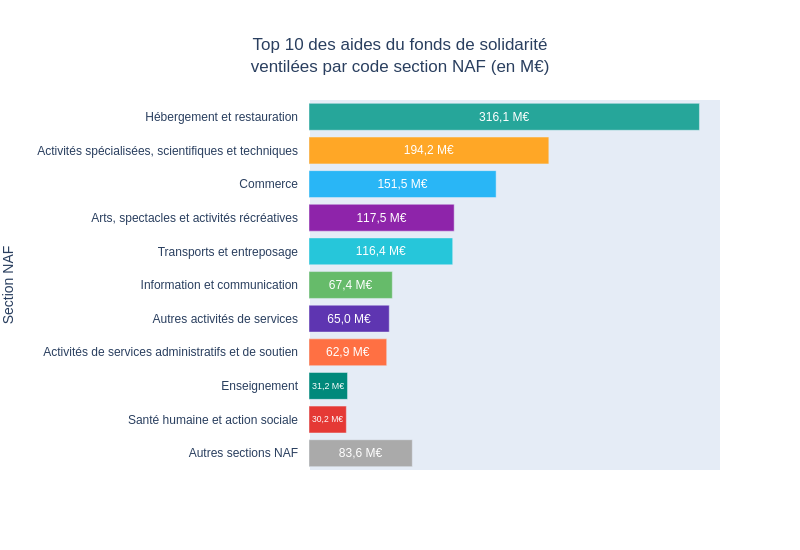 Top 10 des aides du fonds de solidarité
ventilées par code section NAF (en M€)
Section NAF
Hébergement et restauration 316,1 M€
Activités spécialisées, scientifiques et techniques 194,2 M€
Commerce 151,5 M€
Arts, spectacles et activités récréatives 117,5 M€
Transports et entreposage 116,4 M€
Information et communication 67,4 M€
Autres activités de services 65,0 M€
Activités de services administratifs et de soutien 62,9 M€
Enseignement 31,2 M€
Santé humaine et action sociale 30,2 M€
Autres sections NAF 83,6 M€